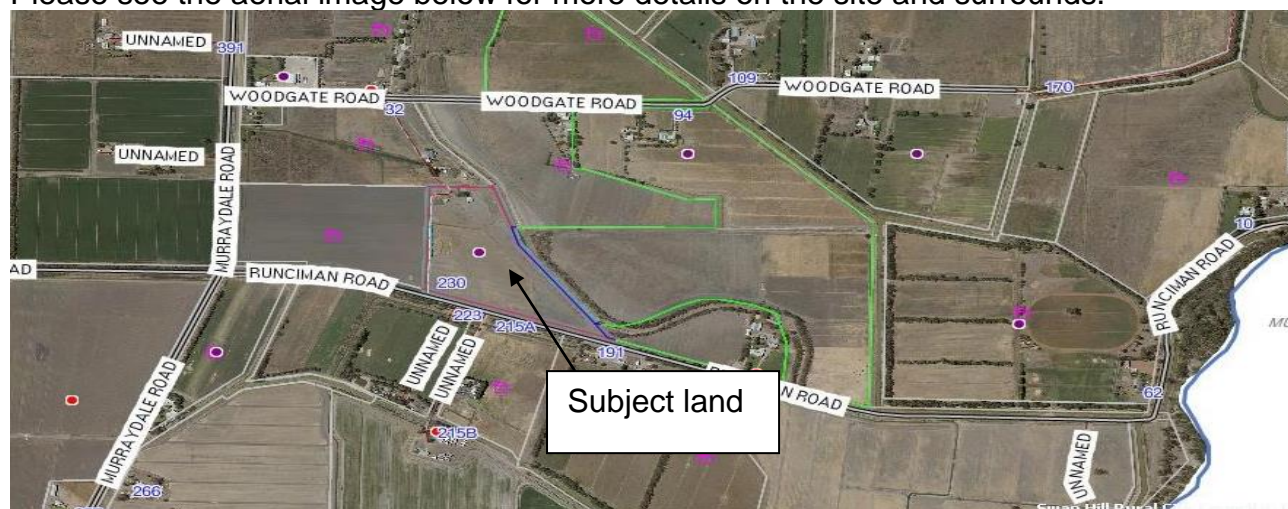 Please see the aerial image below for more details on the site and surrounds.
UNNAMED
391
WOODGATE ROAD
32
WOODGATE ROAD
109
94
WOODGATE ROAD
170
UNNAMED
MURRAYDALE ROAD
AD
RUNCIMAN ROAD
230
223
215A
191
UNNAMED
UNNAMED
215B
Subject land
ROAD
10
RUNCIMAN ROAD
62
UNNAMED
MURRAYDALE ROAD
266